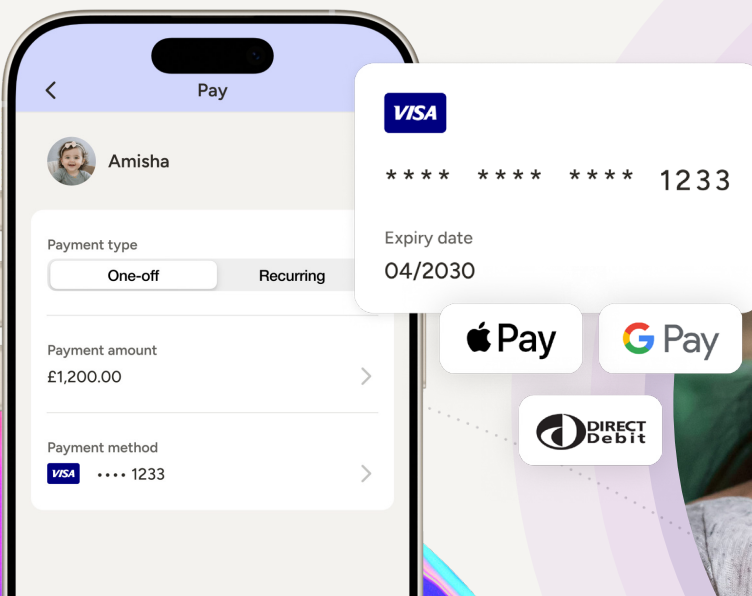 Pay
Amisha
Payment type
One-off
Recurring
Payment amount
£1,200.00
Payment method
VISA
•••• 1233
VISA
**** **** **** 1233
Expiry date
04/2030
Pay
G Pay
DIRECT
Debit